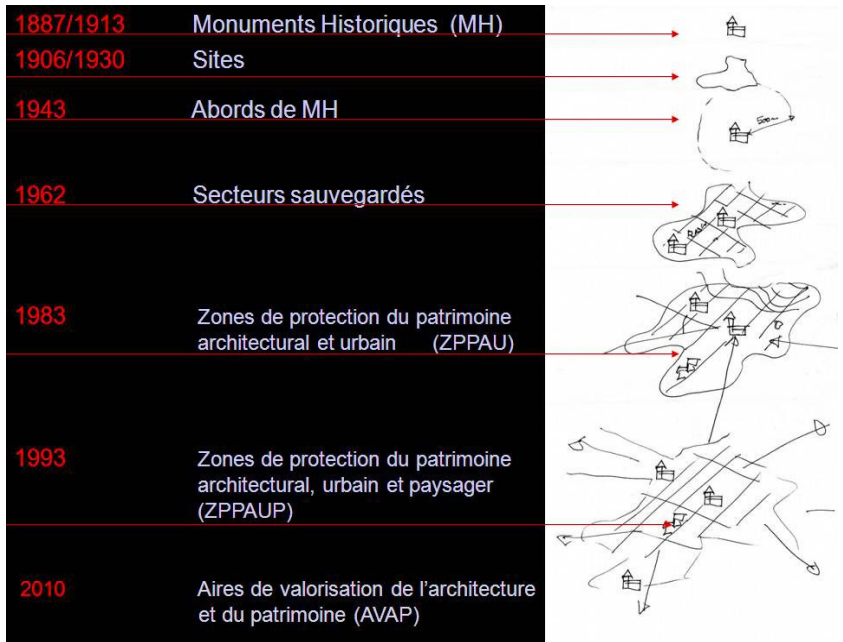 1887/1913 Monuments Historiques (MH)
1906/1930 Sites
1943 Abords de MH
500m
1962 Secteurs sauvegardés
1983 Zones de protection du patrimoine
architectural et urbain (ZPPAU)
1993 Zones de protection du patrimoine
architectural, urbain et paysager
(ZPPAUP)
2010 Aires de valorisation de l’architecture
et du patrimoine (AVAP)